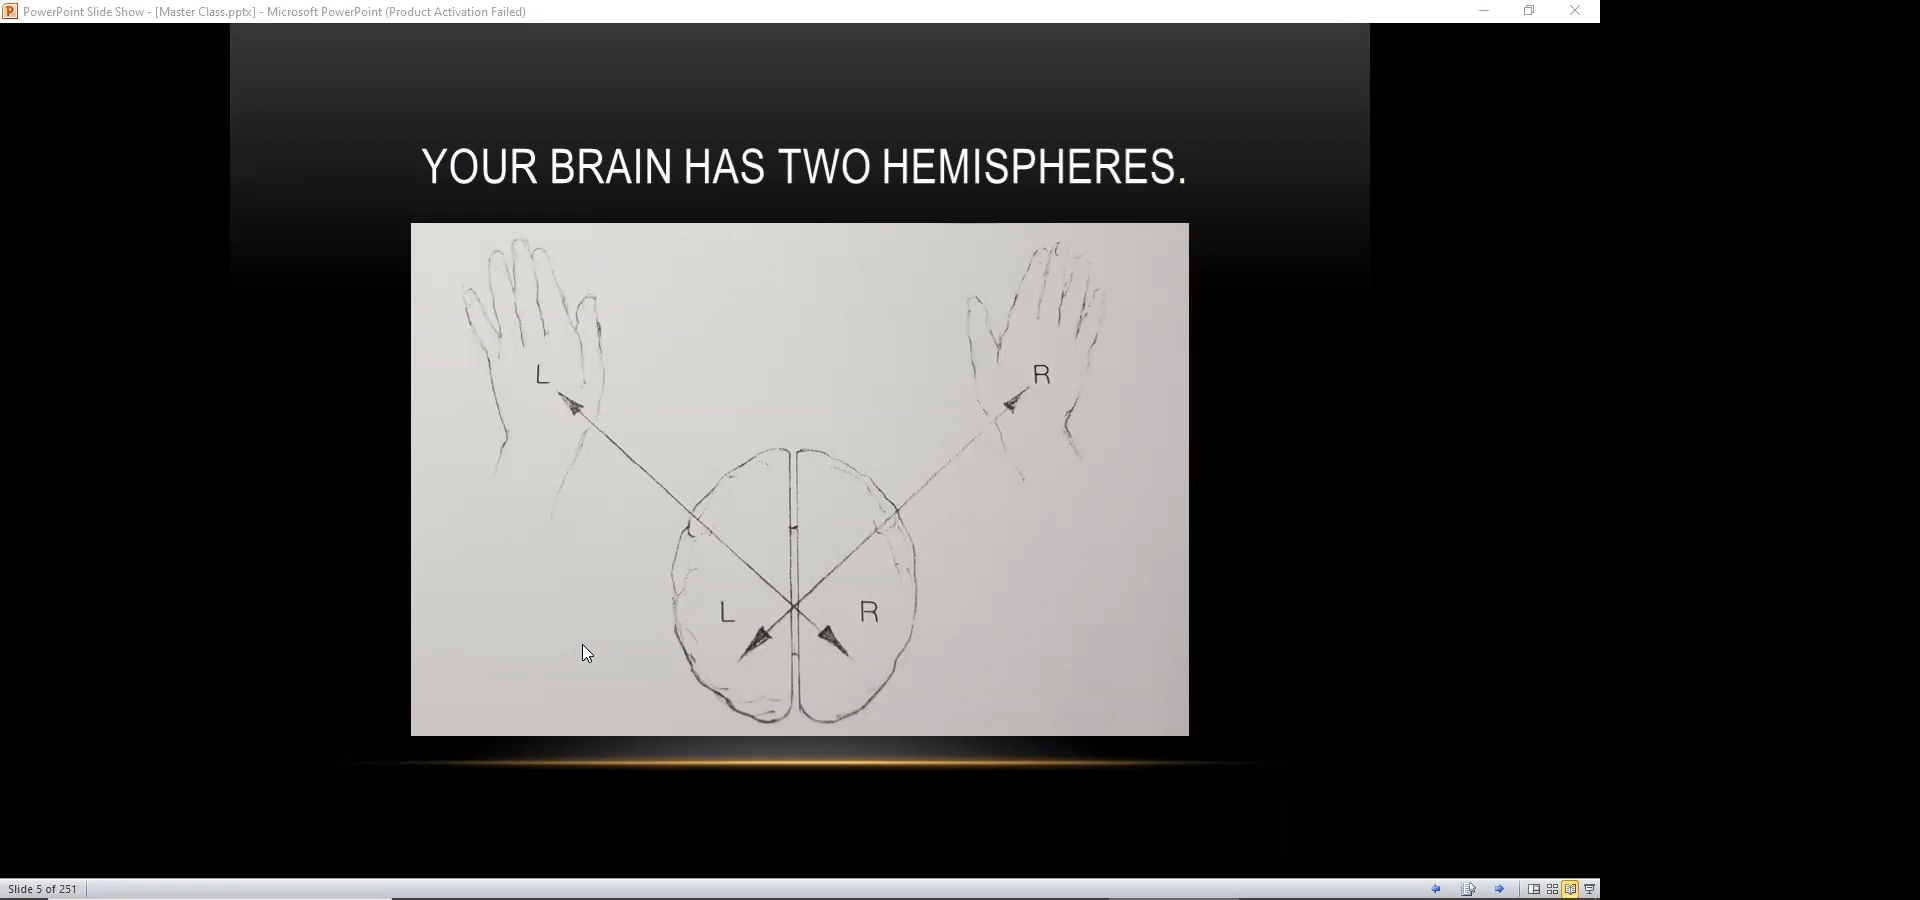 PowerPoint Slide Show - [Master Class.pptx] - Microsoft PowerPoint (Product Activation Failed)
YOUR BRAIN HAS TWO HEMISPHERES.
L
R
L
R
Slide 5 of 251